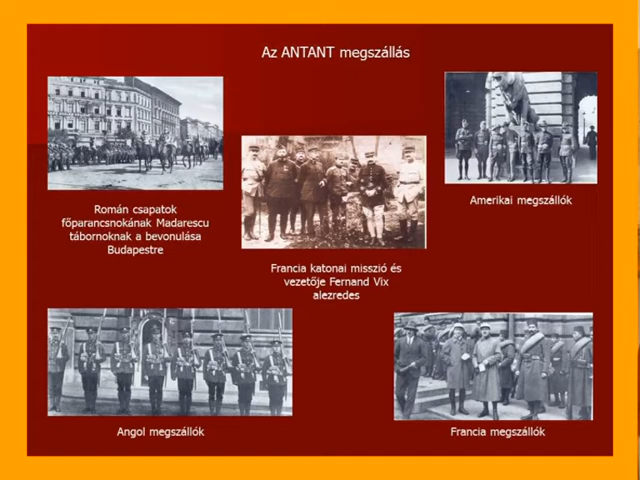 Az ANTANT megszállás
Román csapatok
főparancsnokának Madarescu
tábornoknak a bevonulása
Budapestre
Francia katonai misszió és
vezetője Fernand Vix
alezredes
Amerikai megszállók
Angol megszállók
Francia megszállók